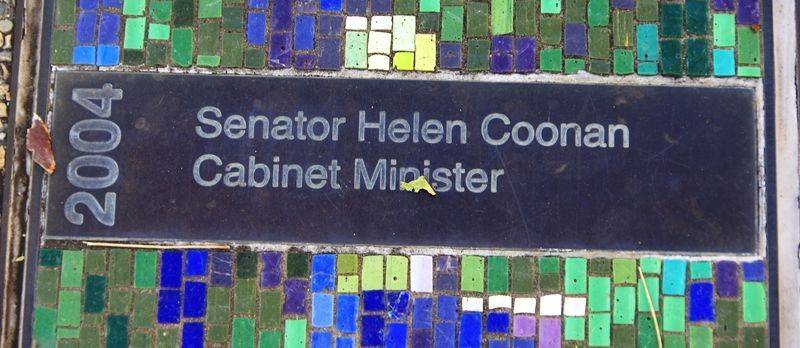 2004
Senator Helen Coonan
Cabinet Minister